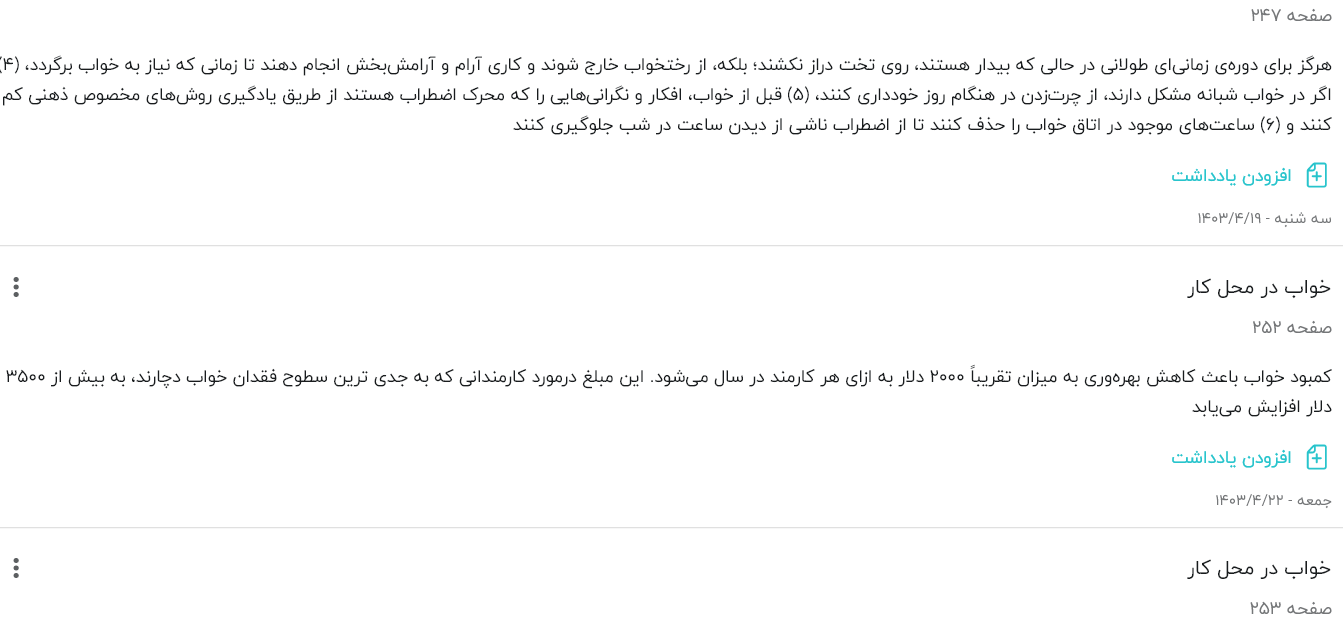 صفحه ۲۴۷
هرگز برای دوره‌ی زمانی‌ای طولانی در حالی که بیدار هستند، روی تخت دراز نکشند؛ بلکه، از رختخواب خارج شوند و کاری آرام و آرامش‌بخش انجام دهند تا زمانی که نیاز به خواب برگردد، (۴)
اگر در خواب شبانه مشکل دارند، از چرت‌زدن در هنگام روز خودداری کنند، (۵) قبل از خواب، افکار و نگرانی‌هایی را که محرک اضطراب هستند از طریق یادگیری روش‌های مخصوص ذهنی کم
کنند و (۶) ساعت‌های موجود در اتاق خواب را حذف کنند تا از اضطراب ناشی از دیدن ساعت در شب جلوگیری کنند
افزودن یادداشت
سه شنبه - ۱۴۰۳/۴/۱۹
خواب در محل کار
صفحه ۲۵۲
کمبود خواب باعث کاهش بهره‌وری به میزان تقریباً ۲۰۰۰ دلار به ازای هر کارمند در سال می‌شود. این مبلغ درمورد کارمندانی که به جدی ترین سطوح فقدان خواب دچارند، به بیش از ۳۵۰۰
دلار افزایش می‌یابد
افزودن یادداشت
جمعه - ۱۴۰۳/۴/۲۲
خواب در محل کار
صفحه ۲۵۳